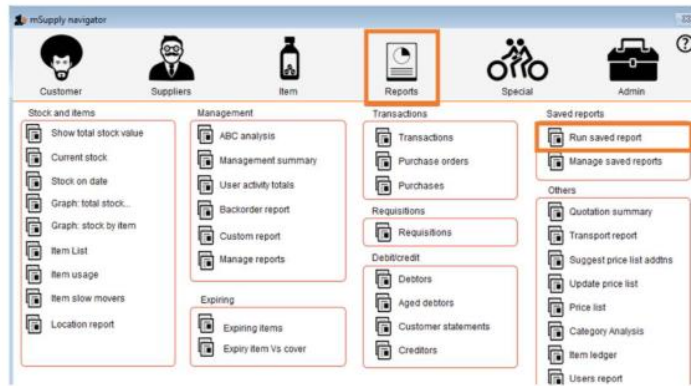 mSupply navigator
Customer
Suppliers
Item
Reports
Special
Admin
?
Stock and items
Show total stock value
Current stock
Stock on date
Graph: total stock...
Graph: stock by item
Item List
Item usage
Item slow movers
Location report
Management
ABC analysis
Management summary
User activity totals
Backorder report
Custom report
Manage reports
Expiring
Expiring items
Expiry item Vs cover
Transactions
Transactions
Purchase orders
Purchases
Requisitions
Requisitions
Debit/credit
Debtors
Aged debtors
Customer statements
Creditors
Saved reports
Run saved report
Manage saved reports
Others
Quotation summary
Transport report
Suggest price list addtns
Update price list
Price list
Category Analysis
Item ledger
Users report